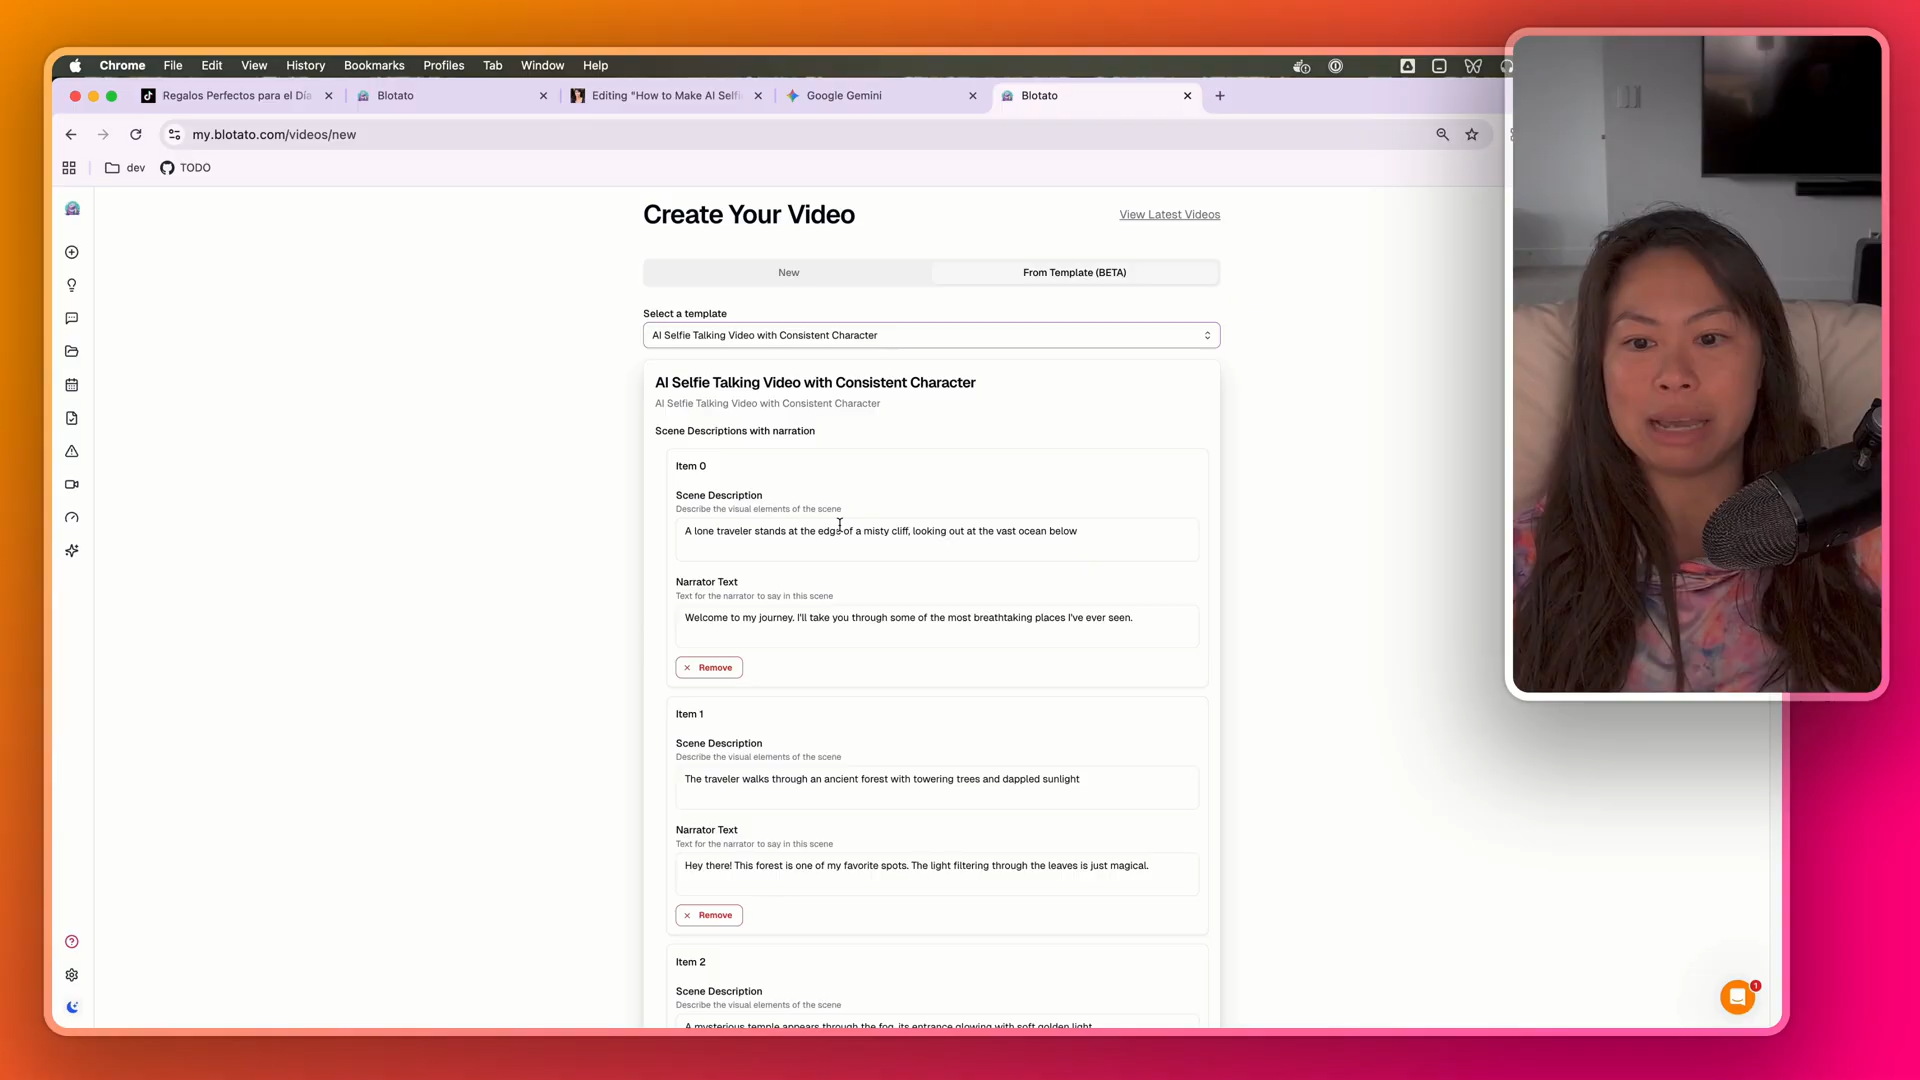 Chrome File Edit View History Bookmarks Profiles Tab Window Help
Regalos Perfectos para el Día
Blotato
Editing "How to Make AI Selfi
Google Gemini
Blotato
my.blotato.com/videos/new
dev
TODO
Create Your Video
View Latest Videos
New
From Template (BETA)
Select a template
AI Selfie Talking Video with Consistent Character
AI Selfie Talking Video with Consistent Character
AI Selfie Talking Video with Consistent Character
Scene Descriptions with narration
Item 0
Scene Description
Describe the visual elements of the scene
A lone traveler stands at the edge of a misty cliff, looking out at the vast ocean below
Narrator Text
Text for the narrator to say in this scene
Welcome to my journey. I'll take you through some of the most breathtaking places I've ever seen.
Remove
Item 1
Scene Description
Describe the visual elements of the scene
The traveler walks through an ancient forest with towering trees and dappled sunlight
Narrator Text
Text for the narrator to say in this scene
Hey there! This forest is one of my favorite spots. The light filtering through the leaves is just magical.
Remove
Item 2
Scene Description
Describe the visual elements of the scene
A mysterious temple appears through the fog, its entrance glowing with soft golden light
1